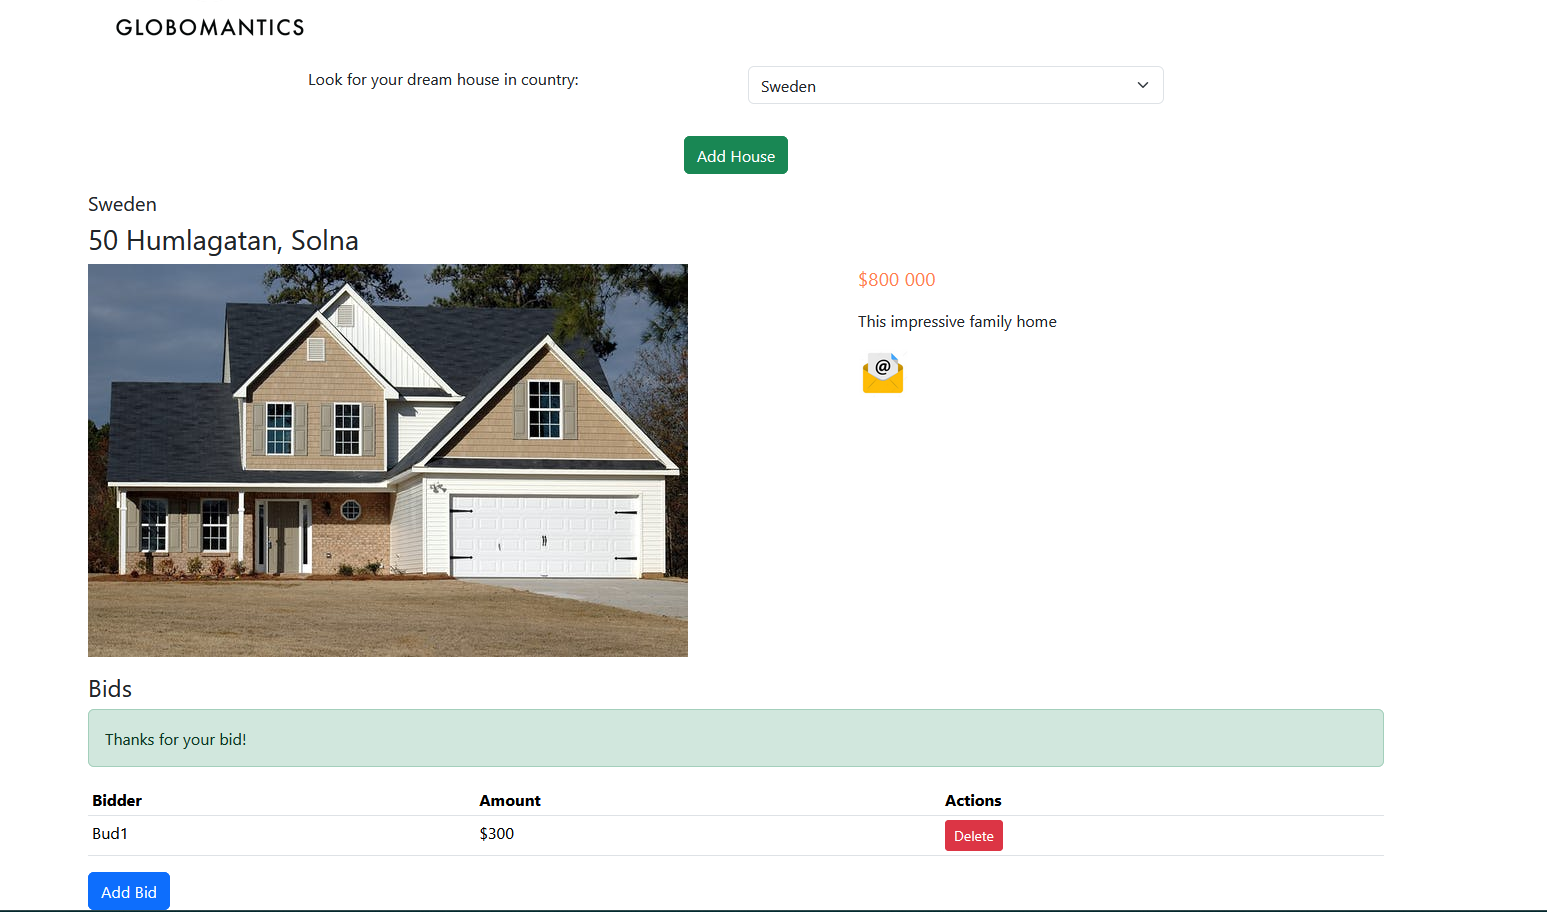 GLOBOMANTICS
Look for your dream house in country:
Sweden
Add House
Sweden
50 Humlagatan, Solna
$800 000
This impressive family home
@
Bids
Thanks for your bid!
Bidder Amount Actions
Bud1 $300 Delete
Add Bid